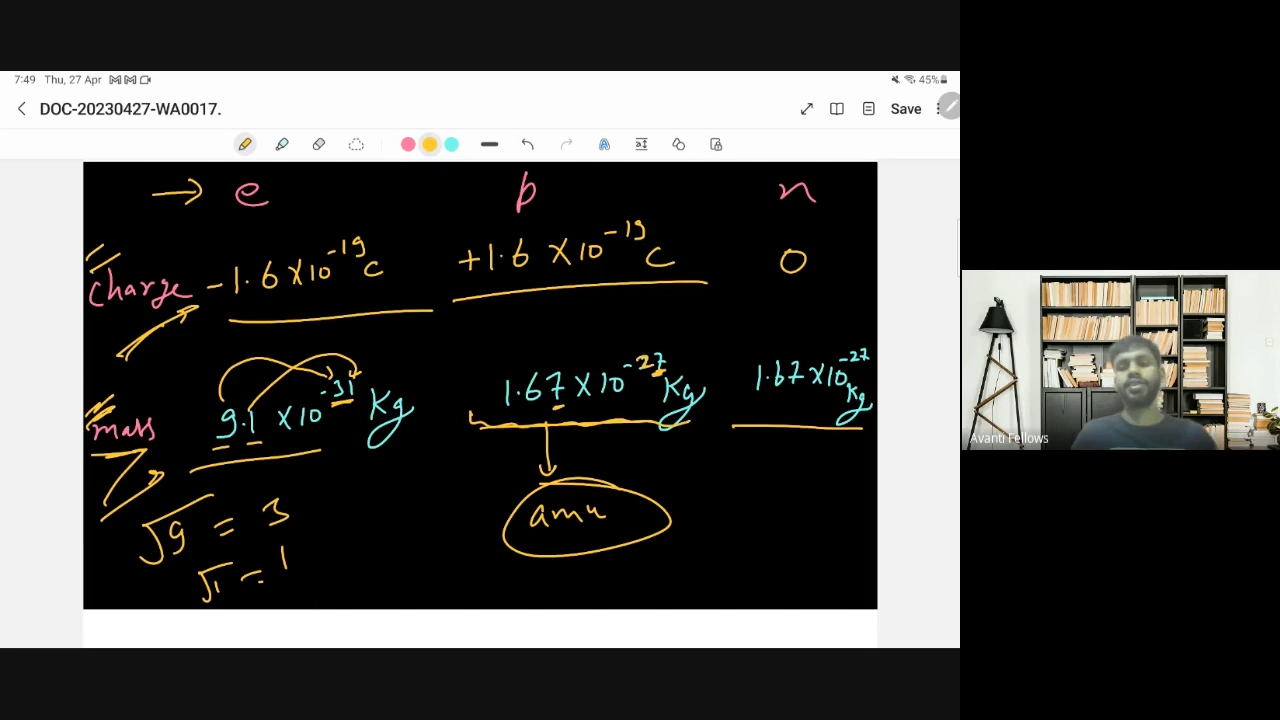 7:49 Thu, 27 Apr 45%
DOC-20230427-WA0017. Save
→ e p n
Charge -1.6 × 10^-19 C +1.6 × 10^-19 C 0
mass 9.1 × 10^-31 Kg 1.67 × 10^-27 Kg 1.67 × 10^-27 Kg
√9 = 3
√1 = 1
amu
Avanti Fellows